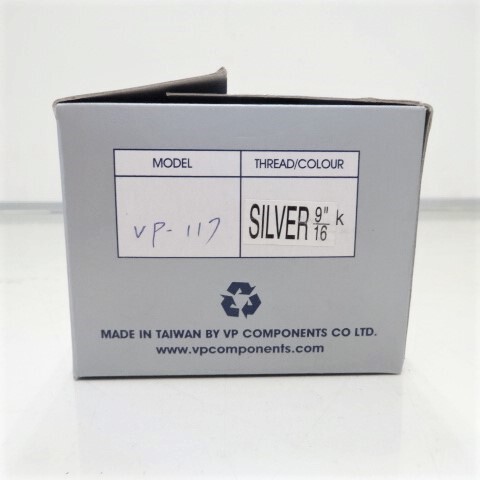 MODEL THREAD/COLOUR
VP-117 SILVER 9"/16 k
MADE IN TAIWAN BY VP COMPONENTS CO LTD.
www.vpcomponents.com